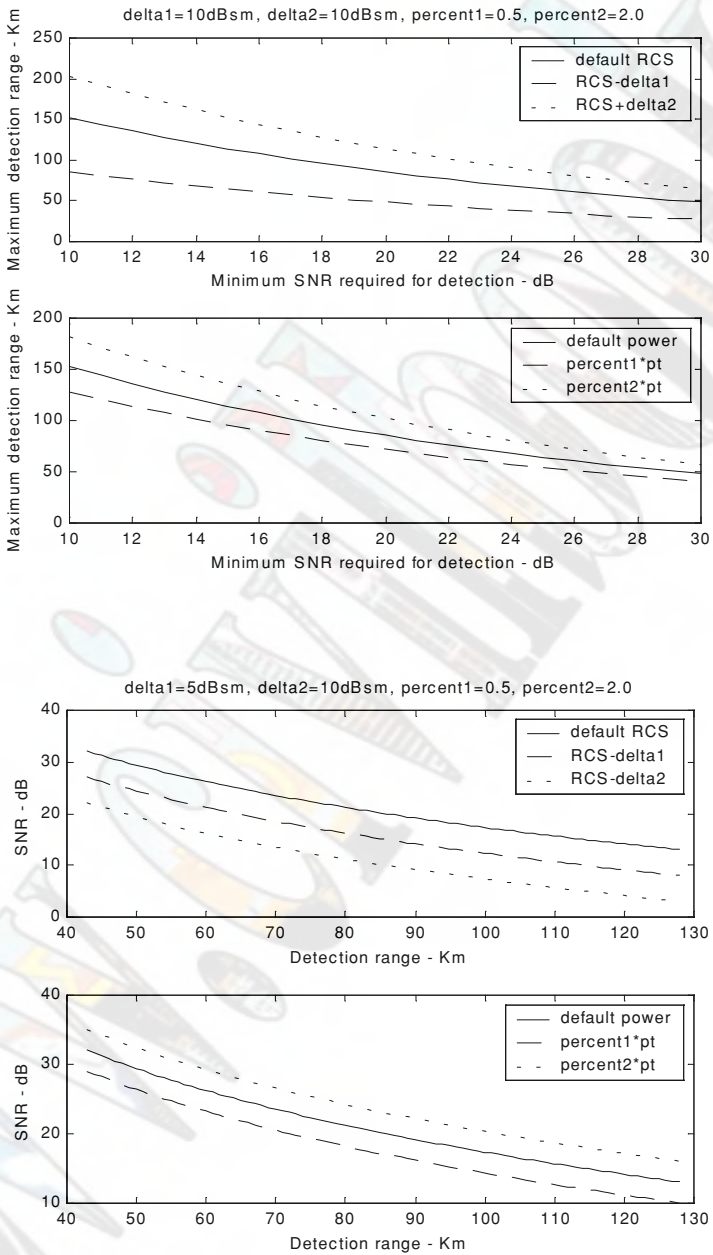 delta1=10dBsm, delta2=10dBsm, percent1=0.5, percent2=2.0
Maximum detection range - Km
250
200
150
100
50
0
default RCS
RCS-delta1
RCS+delta2
10 12 14 16 18 20 22 24 26 28 30
Minimum SNR required for detection - dB
Maximum detection range - Km
200
150
100
50
0
default power
percent1*pt
percent2*pt
10 12 14 16 18 20 22 24 26 28 30
Minimum SNR required for detection - dB
delta1=5dBsm, delta2=10dBsm, percent1=0.5, percent2=2.0
SNR - dB
40
30
20
10
0
default RCS
RCS-delta1
RCS-delta2
40 50 60 70 80 90 100 110 120 130
Detection range - Km
SNR - dB
40
30
20
10
default power
percent1*pt
percent2*pt
40 50 60 70 80 90 100 110 120 130
Detection range - Km